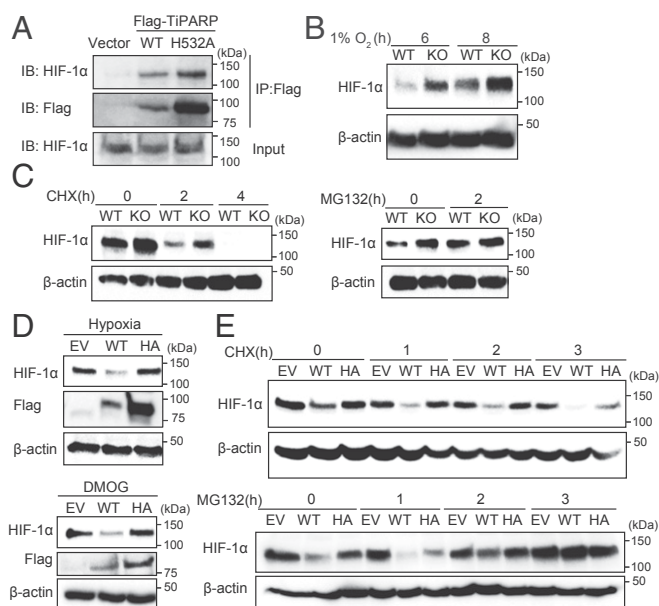 A
Flag-TiPARP
Vector WT H532A (kDa)
IB: HIF-1α
150
100
IP:Flag
IB: Flag
100
75
IB: HIF-1α
150
100
Input
B
1% O2(h) 6 8
WT KO WT KO (kDa)
HIF-1α
150
100
β-actin
50
C
CHX(h) 0 2 4
WT KO WT KO WT KO (kDa)
HIF-1α
150
100
β-actin
50
MG132(h) 0 2
WT KO WT KO (kDa)
HIF-1α
150
100
β-actin
50
D
Hypoxia
EV WT HA (kDa)
HIF-1α
150
100
Flag
100
75
β-actin
50
DMOG
EV WT HA (kDa)
HIF-1α
150
100
Flag
75
β-actin
50
E
CHX(h) 0 1 2 3
EV WT HA EV WT HA EV WT HA EV WT HA (kDa)
HIF-1α
150
100
β-actin
50
MG132(h) 0 1 2 3
EV WT HA EV WT HA EV WT HA EV WT HA (kDa)
HIF-1α
150
100
β-actin
50